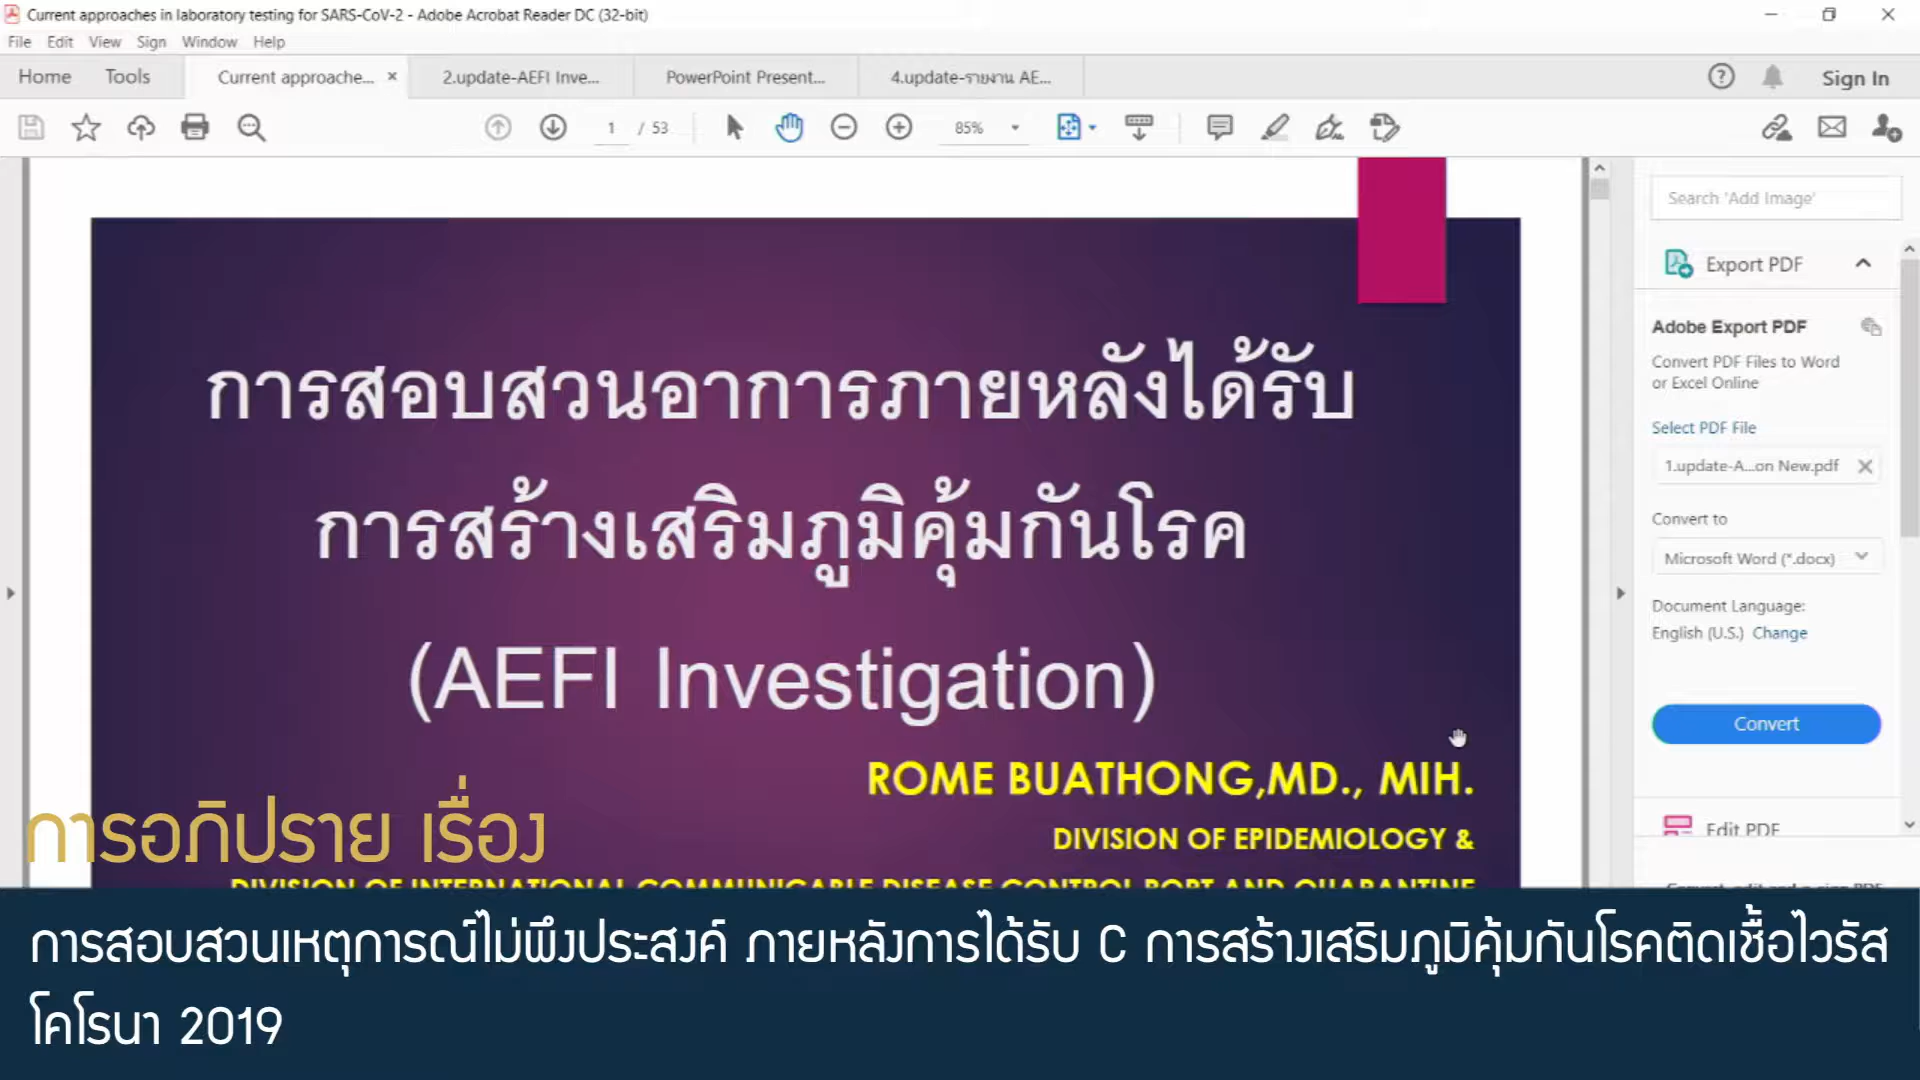 Current approaches in laboratory testing for SARS-CoV-2 - Adobe Acrobat Reader DC (32-bit)
File Edit View Sign Window Help
Home Tools Current approache... × 2.update-AEFI Inve... PowerPoint Present... 4.update-รายงาน AE... Sign In
1 / 53 85%
Search 'Add Image'
Export PDF
Adobe Export PDF
Convert PDF Files to Word
or Excel Online
Select PDF File
1.update-A...on New.pdf
Convert to
Microsoft Word (*.docx)
Document Language:
English (U.S.) Change
Convert
Edit PDF
การสอบสวนอาการภายหลังได้รับ
การสร้างเสริมภูมิคุ้มกันโรค
(AEFI Investigation)
ROME BUATHONG,MD., MIH.
DIVISION OF EPIDEMIOLOGY &
DIVISION OF INTERNATIONAL COMMUNICABLE DISEASE CONTROL PORT AND QUARANTINE
การอภิปราย เรื่อง
การสอบสวนเหตุการณ์ไม่พึงประสงค์ ภายหลังการได้รับ C การสร้างเสริมภูมิคุ้มกันโรคติดเชื้อไวรัส
โคโรนา 2019